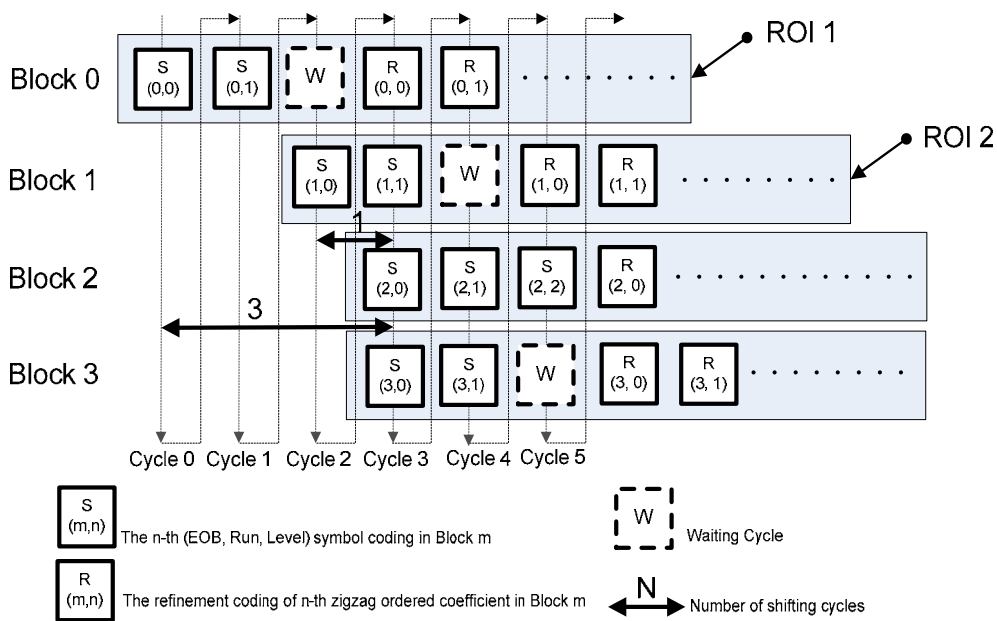 ROI 1
Block 0
S (0,0)
S (0,1)
W
R (0, 0)
R (0, 1)
. . . . . . . .
ROI 2
Block 1
S (1,0)
S (1,1)
W
R (1, 0)
R (1, 1)
. . . . . . . .
1
Block 2
S (2,0)
S (2,1)
S (2, 2)
R (2, 0)
. . . . . . . . . . . .
3
Block 3
S (3,0)
S (3,1)
W
R (3, 0)
R (3, 1)
. . . . . . . .
Cycle 0 Cycle 1 Cycle 2 Cycle 3 Cycle 4 Cycle 5
S (m,n)
The n-th (EOB, Run, Level) symbol coding in Block m
W
Waiting Cycle
R (m,n)
The refinement coding of n-th zigzag ordered coefficient in Block m
N
Number of shifting cycles